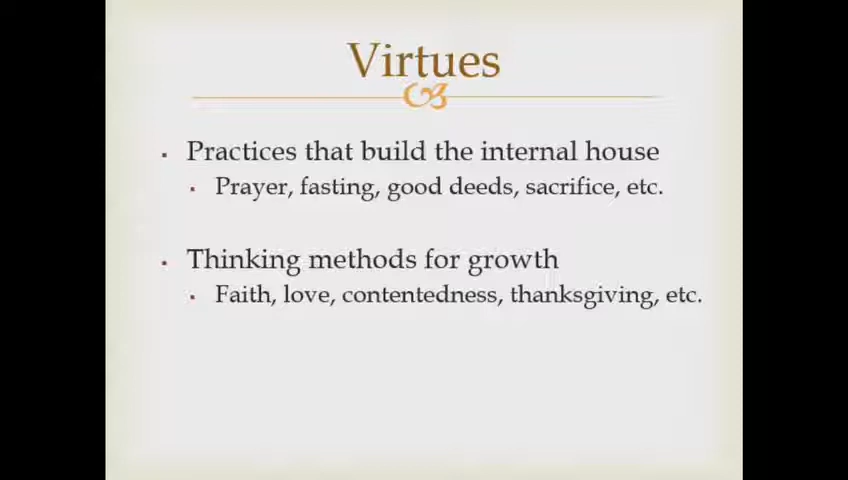 Virtues
Practices that build the internal house
Prayer, fasting, good deeds, sacrifice, etc.
Thinking methods for growth
Faith, love, contentedness, thanksgiving, etc.